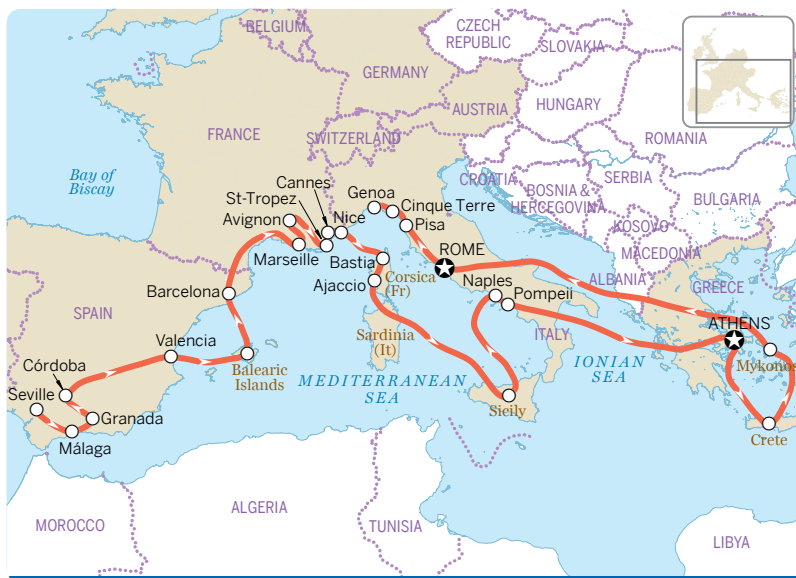 BELGIUM
CZECH
REPUBLIC
SLOVAKIA
GERMANY
AUSTRIA
HUNGARY
FRANCE
SWITZERLAND
ROMANIA
Bay of
Biscay
Cannes
St-Tropez
Avignon
Nice
Genoa
Cinque Terre
Pisa
CROATIA
BOSNIA &
HERCEGOVINA
SERBIA
BULGARIA
KOSOVO
MACEDONIA
Marseille
Bastia
Ajaccio
Corsica
(Fr)
ROME
Naples
Pompeii
ALBANIA
GREECE
Barcelona
SPAIN
Valencia
Sardinia
(It)
ITALY
ATHENS
IONIAN
SEA
Mykonos
Córdoba
Seville
Balearic
Islands
MEDITERRANEAN
SEA
Granada
Málaga
Sicily
Crete
MOROCCO
ALGERIA
TUNISIA
LIBYA